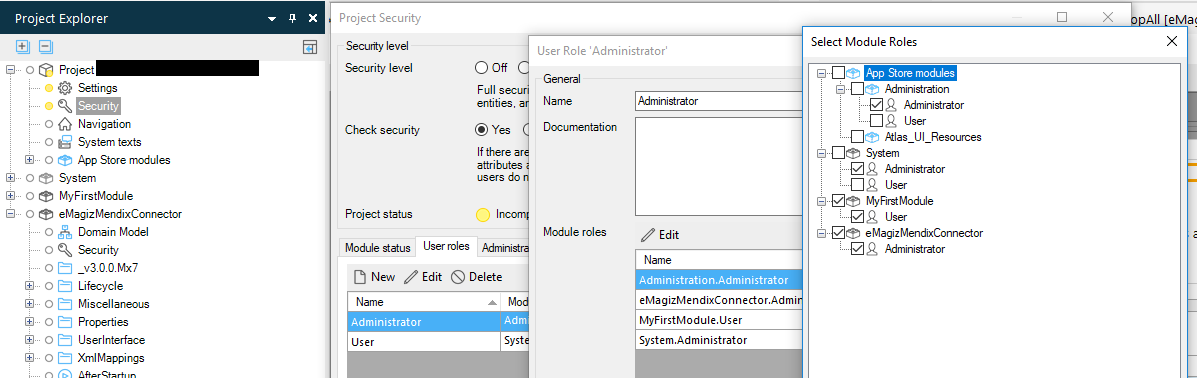 Project Explorer
Project
Settings
Security
Navigation
System texts
App Store modules
System
MyFirstModule
eMagizMendixConnector
Domain Model
Security
_v3.0.0.Mx7
Lifecycle
Miscellaneous
Properties
UserInterface
XmlMappings
AfterStartup
Project Security
Security level
Security level
Off
Full securi
entities, an
Check security
Yes
If there are
attributes a
users do n
Project status
Incomp
Module status
User roles
Administra
New
Edit
Delete
Name
Modu
Administrator
Admi
User
Syste
User Role 'Administrator'
General
Name
Administrator
Documentation
Module roles
Edit
Name
Administration.Administrator
eMagizMendixConnector.Admin
MyFirstModule.User
System.Administrator
opAll [eMagi
Select Module Roles
App Store modules
Administration
Administrator
User
Atlas_UI_Resources
System
Administrator
User
MyFirstModule
User
eMagizMendixConnector
Administrator